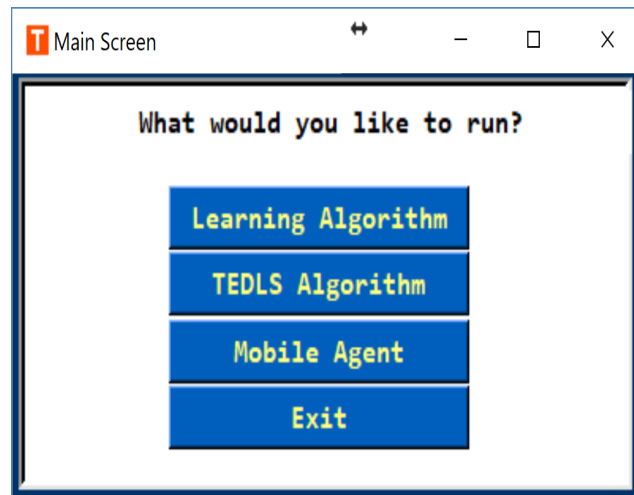 T Main Screen
What would you like to run?
Learning Algorithm
TEDLS Algorithm
Mobile Agent
Exit